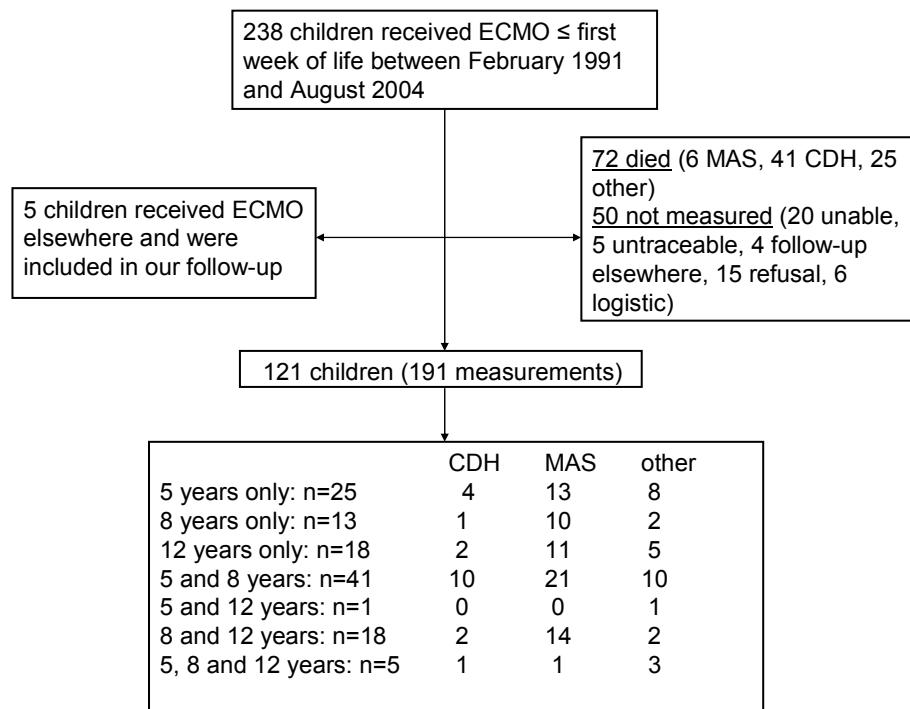 238 children received ECMO ≤ first
week of life between February 1991
and August 2004
72 died (6 MAS, 41 CDH, 25
other)
50 not measured (20 unable,
5 untraceable, 4 follow-up
elsewhere, 15 refusal, 6
logistic)
5 children received ECMO
elsewhere and were
included in our follow-up
121 children (191 measurements)
CDH MAS other
5 years only: n=25 4 13 8
8 years only: n=13 1 10 2
12 years only: n=18 2 11 5
5 and 8 years: n=41 10 21 10
5 and 12 years: n=1 0 0 1
8 and 12 years: n=18 2 14 2
5, 8 and 12 years: n=5 1 1 3